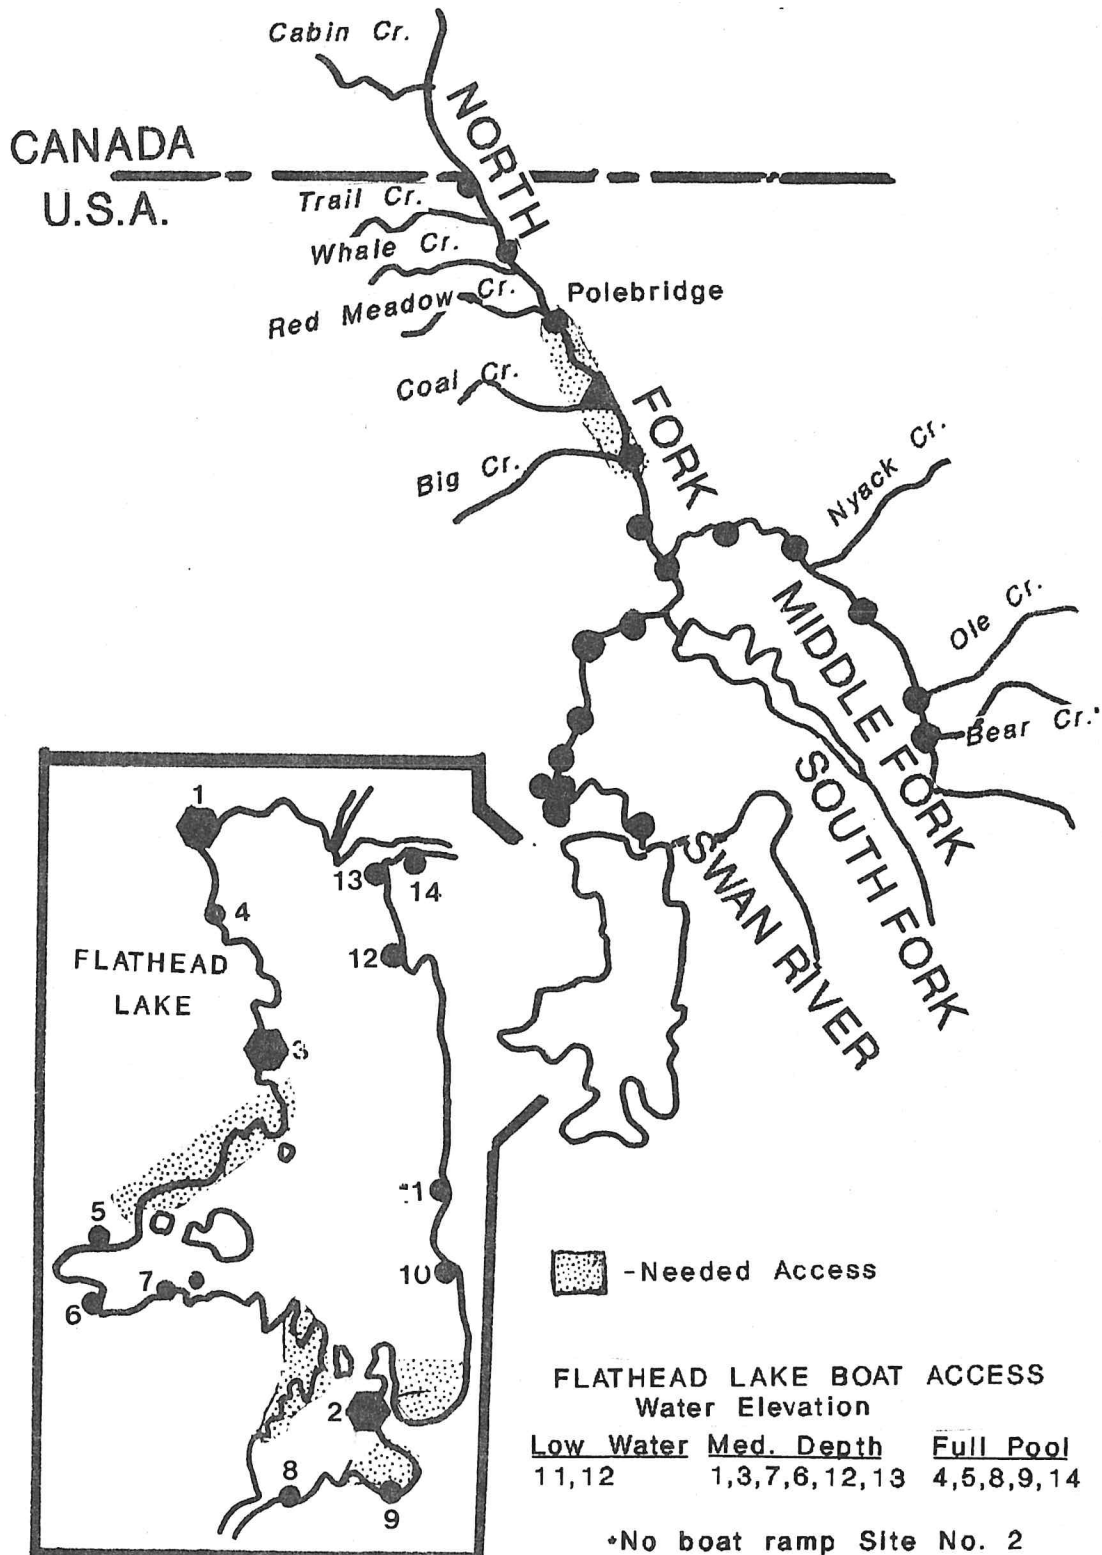 Cabin Cr.
NORTH
CANADA
U.S.A.
Trail Cr.
Whale Cr.
Red Meadow Cr.
Polebridge
Coal Cr.
FORK
Big Cr.
Nyack Cr.
MIDDLE FORK
Ole Cr.
Bear Cr.
SOUTH FORK
SWAN RIVER
1
13
14
4
12
FLATHEAD
LAKE
3
11
5
10
7
6
2
8
9
-Needed Access
FLATHEAD LAKE BOAT ACCESS
Water Elevation
Low Water Med. Depth Full Pool
11,12 1,3,7,6,12,13 4,5,8,9,14
*No boat ramp Site No. 2